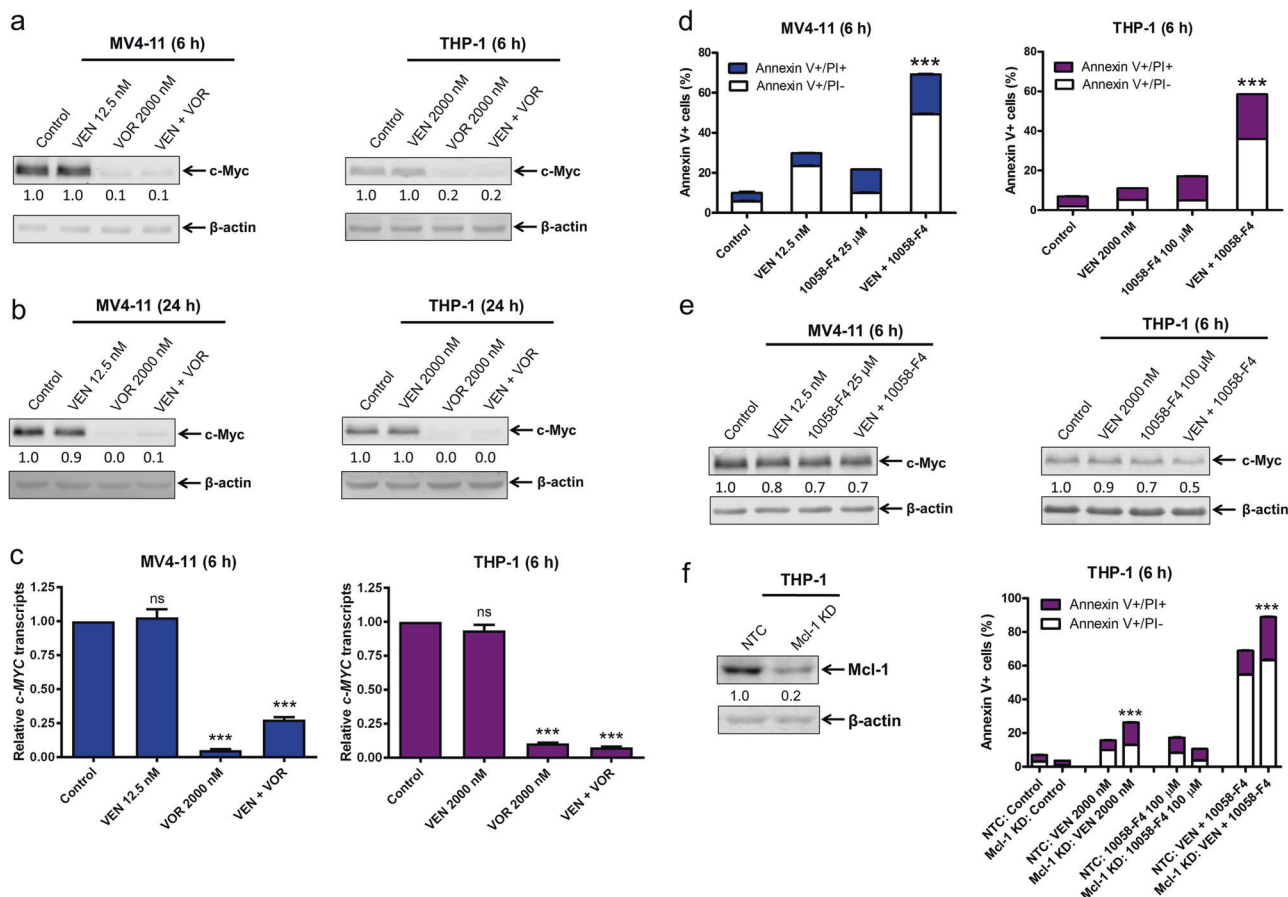 a
MV4-11 (6 h)
Control
VEN 12.5 nM
VOR 2000 nM
VEN + VOR
c-Myc
1.0 1.0 0.1 0.1
β-actin
THP-1 (6 h)
Control
VEN 2000 nM
VOR 2000 nM
VEN + VOR
c-Myc
1.0 1.0 0.2 0.2
β-actin
b
MV4-11 (24 h)
Control
VEN 12.5 nM
VOR 2000 nM
VEN + VOR
c-Myc
1.0 0.9 0.0 0.1
β-actin
THP-1 (24 h)
Control
VEN 2000 nM
VOR 2000 nM
VEN + VOR
c-Myc
1.0 1.0 0.0 0.0
β-actin
c
MV4-11 (6 h)
Relative c-MYC transcripts
1.25
1.00
0.75
0.50
0.25
0.00
ns
***
***
Control
VEN 12.5 nM
VOR 2000 nM
VEN + VOR
THP-1 (6 h)
Relative c-MYC transcripts
1.25
1.00
0.75
0.50
0.25
0.00
ns
***
***
Control
VEN 2000 nM
VOR 2000 nM
VEN + VOR
d
MV4-11 (6 h)
Annexin V+ cells (%)
80
60
40
20
0
Annexin V+/PI+
Annexin V+/PI-
***
Control
VEN 12.5 nM
10058-F4 25 μM
VEN + 10058-F4
THP-1 (6 h)
Annexin V+ cells (%)
80
60
40
20
0
Annexin V+/PI+
Annexin V+/PI-
***
Control
VEN 2000 nM
10058-F4 100 μM
VEN + 10058-F4
e
MV4-11 (6 h)
Control
VEN 12.5 nM
10058-F4 25 μM
VEN + 10058-F4
c-Myc
1.0 0.8 0.7 0.7
β-actin
THP-1 (6 h)
Control
VEN 2000 nM
10058-F4 100 μM
VEN + 10058-F4
c-Myc
1.0 0.9 0.7 0.5
β-actin
f
THP-1
NTC
Mcl-1 KD
Mcl-1
1.0 0.2
β-actin
THP-1 (6 h)
Annexin V+ cells (%)
100
80
60
40
20
0
Annexin V+/PI+
Annexin V+/PI-
***
***
NTC: Control
Mcl-1 KD: Control
NTC: VEN 2000 nM
Mcl-1 KD: VEN 2000 nM
NTC: 10058-F4 100 μM
Mcl-1 KD: 10058-F4 100 μM
NTC: VEN + 10058-F4
Mcl-1 KD: VEN + 10058-F4